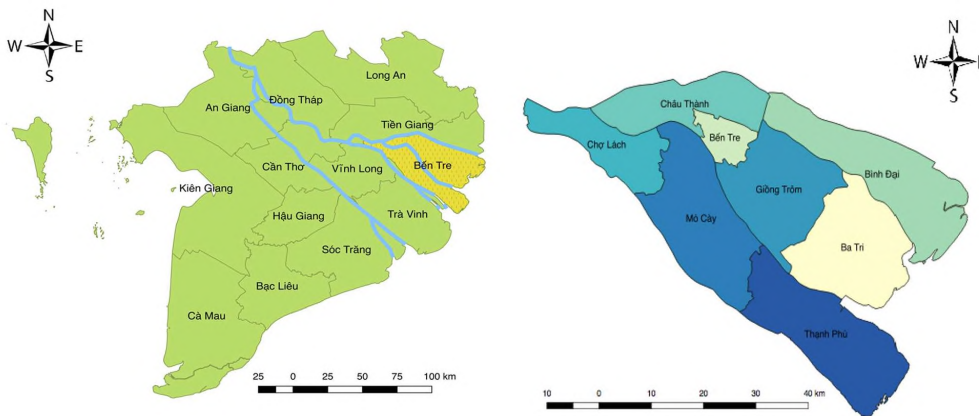 N
W E
S
Long An
Đồng Tháp
An Giang
Tiền Giang
Cần Thơ
Vĩnh Long
Bến Tre
Kiên Giang
Hậu Giang
Trà Vinh
Sóc Trăng
Bạc Liêu
Cà Mau
25 0 25 50 75 100 km
N
W
S
Châu Thành
Bến Tre
Chợ Lách
Giồng Trôm
Bình Đại
Mỏ Cày
Ba Tri
Thạnh Phú
10 0 10 20 30 40 km